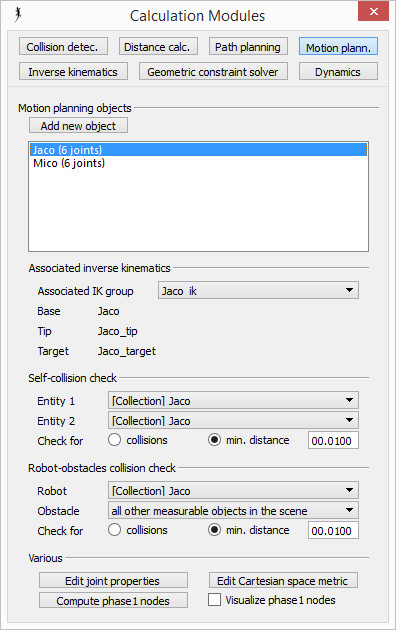 Calculation Modules
Collision detec. Distance calc. Path planning Motion plann.
Inverse kinematics Geometric constraint solver Dynamics
Motion planning objects
Add new object
Jaco (6 joints)
Mico (6 joints)
Associated inverse kinematics
Associated IK group Jaco_ik
Base Jaco
Tip Jaco_tip
Target Jaco_target
Self-collision check
Entity 1 [Collection] Jaco
Entity 2 [Collection] Jaco
Check for collisions min. distance 00.0100
Robot-obstacles collision check
Robot [Collection] Jaco
Obstacle all other measurable objects in the scene
Check for collisions min. distance 00.0100
Various
Edit joint properties Edit Cartesian space metric
Compute phase1 nodes Visualize phase1 nodes